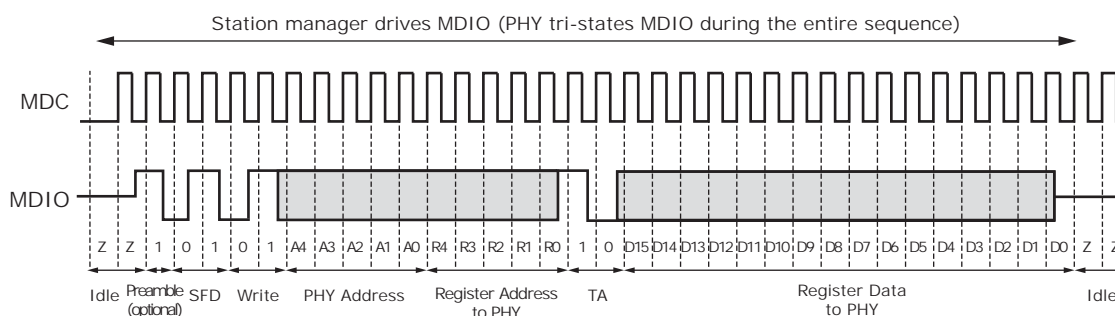 Station manager drives MDIO (PHY tri-states MDIO during the entire sequence)
MDC
MDIO
Z Z 1 0 1 0 1 A4 A3 A2 A1 A0 R4 R3 R2 R1 R0 1 0 D15 D14 D13 D12 D11 D10 D9 D8 D7 D6 D5 D4 D3 D2 D1 D0 Z Z
Idle Preamble (optional) SFD Write PHY Address Register Address to PHY TA Register Data to PHY Idle